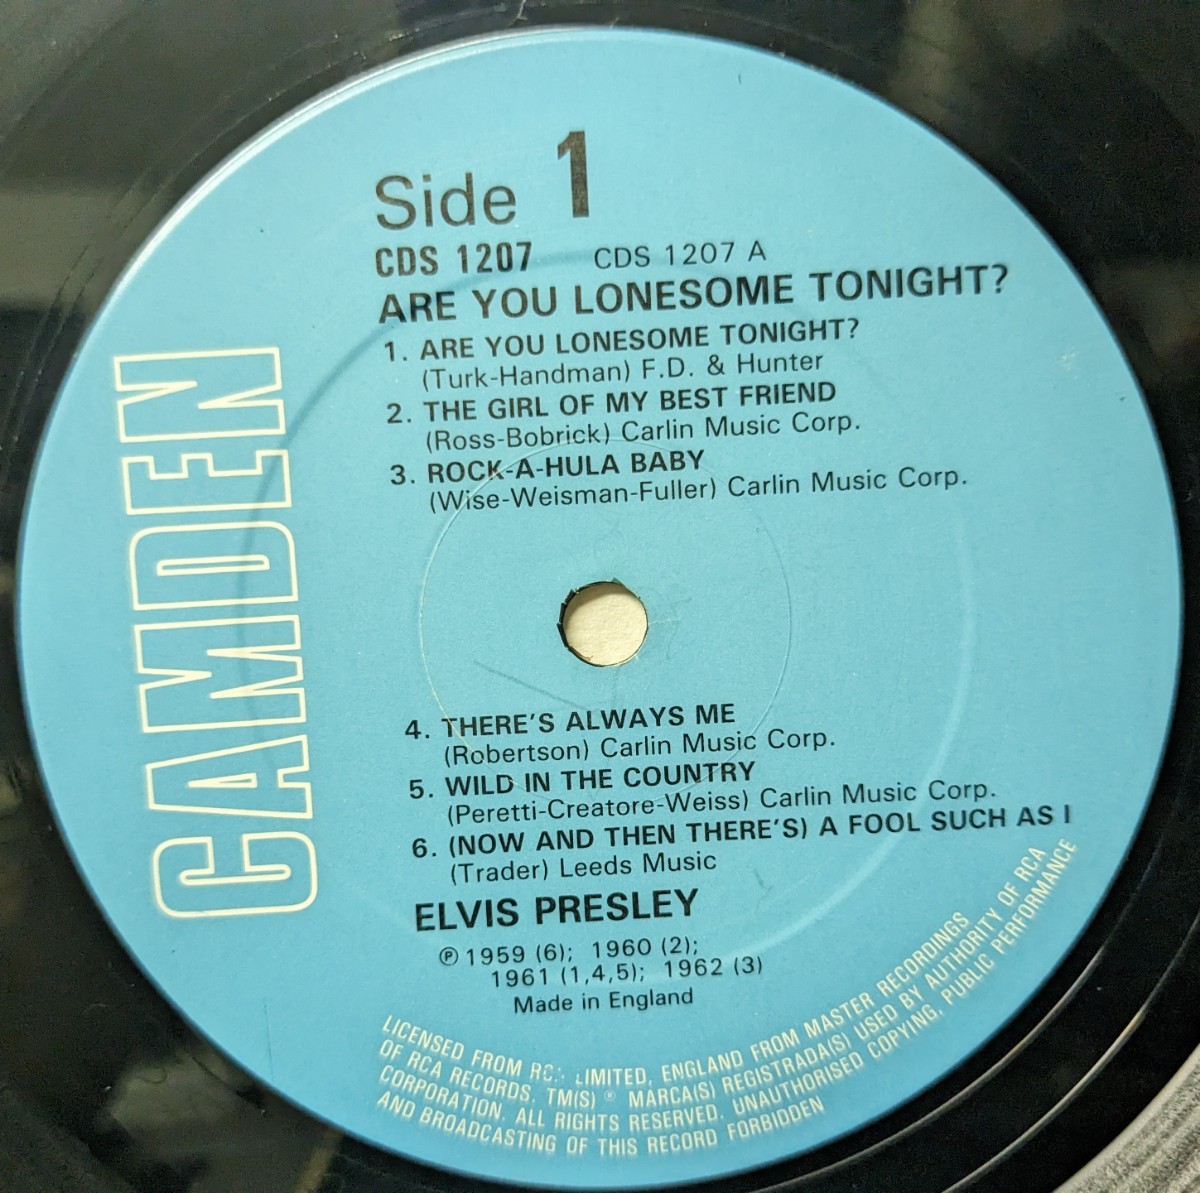 CAMDEN
Side 1
CDS 1207 CDS 1207 A
ARE YOU LONESOME TONIGHT?
1. ARE YOU LONESOME TONIGHT?
(Turk-Handman) F.D. & Hunter
2. THE GIRL OF MY BEST FRIEND
(Ross-Bobrick) Carlin Music Corp.
3. ROCK-A-HULA BABY
(Wise-Weisman-Fuller) Carlin Music Corp.
4. THERE'S ALWAYS ME
(Robertson) Carlin Music Corp.
5. WILD IN THE COUNTRY
(Peretti-Creatore-Weiss) Carlin Music Corp.
6. (NOW AND THEN THERE'S) A FOOL SUCH AS I
(Trader) Leeds Music
ELVIS PRESLEY
℗ 1959 (6); 1960 (2);
1961 (1,4,5); 1962 (3)
Made in England
LICENSED FROM RCA LIMITED, ENGLAND FROM MASTER RECORDINGS
OF RCA RECORDS. TM(S) ® MARCA(S) REGISTRADA(S) USED BY AUTHORITY OF RCA
CORPORATION. ALL RIGHTS RESERVED. UNAUTHORISED COPYING, PUBLIC PERFORMANCE
AND BROADCASTING OF THIS RECORD FORBIDDEN